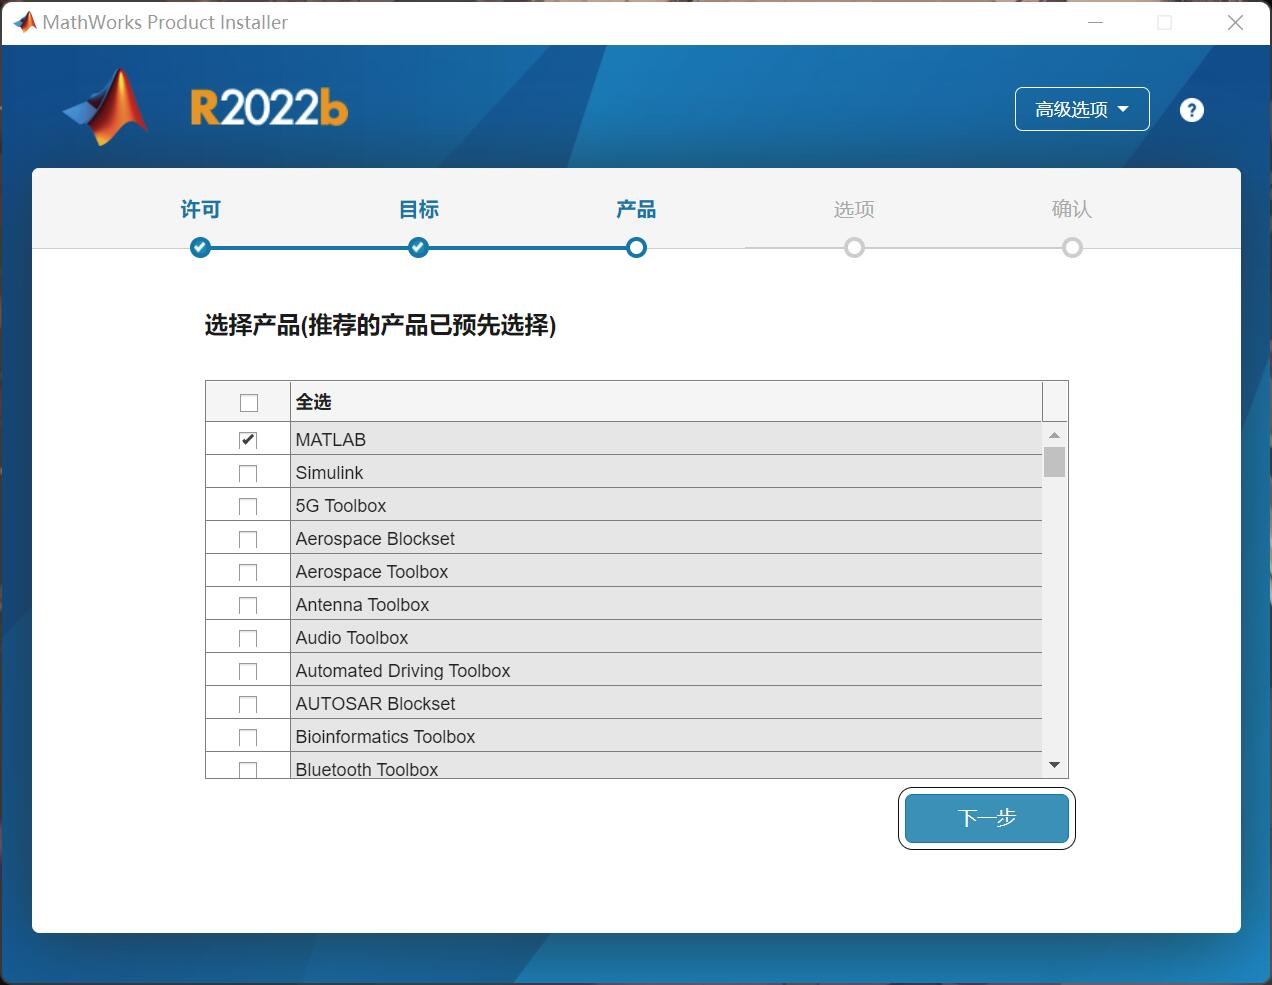 MathWorks Product Installer
R2022b
高级选项
?
许可
目标
产品
选项
确认
选择产品(推荐的产品已预先选择)
全选
MATLAB
Simulink
5G Toolbox
Aerospace Blockset
Aerospace Toolbox
Antenna Toolbox
Audio Toolbox
Automated Driving Toolbox
AUTOSAR Blockset
Bioinformatics Toolbox
Bluetooth Toolbox
下一步